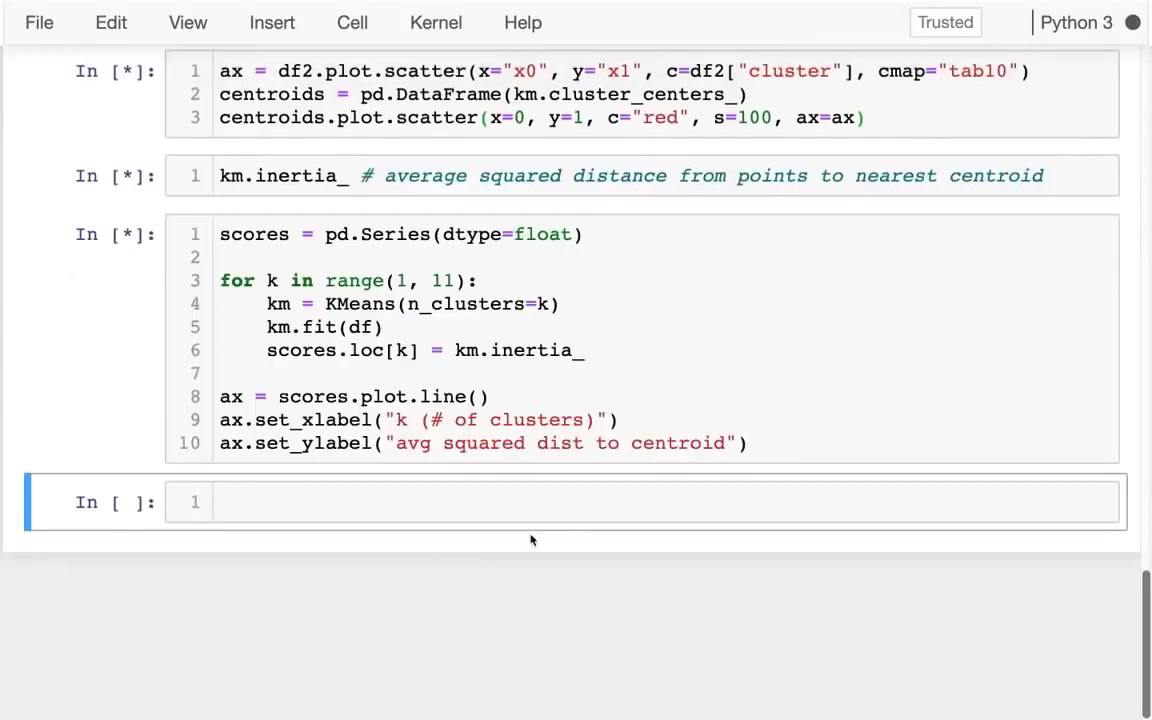 File Edit View Insert Cell Kernel Help Trusted Python 3
In [*]: 1 ax = df2.plot.scatter(x="x0", y="x1", c=df2["cluster"], cmap="tab10")
2 centroids = pd.DataFrame(km.cluster_centers_)
3 centroids.plot.scatter(x=0, y=1, c="red", s=100, ax=ax)
In [*]: 1 km.inertia_ # average squared distance from points to nearest centroid
In [*]: 1 scores = pd.Series(dtype=float)
2
3 for k in range(1, 11):
4     km = KMeans(n_clusters=k)
5     km.fit(df)
6     scores.loc[k] = km.inertia_
7
8 ax = scores.plot.line()
9 ax.set_xlabel("k (# of clusters)")
10 ax.set_ylabel("avg squared dist to centroid")
In [ ]: 1